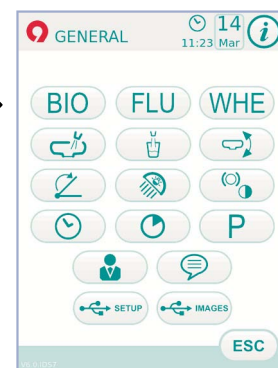 GENERAL
14
11:23 Mar
i
BIO FLU WHE
P
SETUP IMAGES
ESC